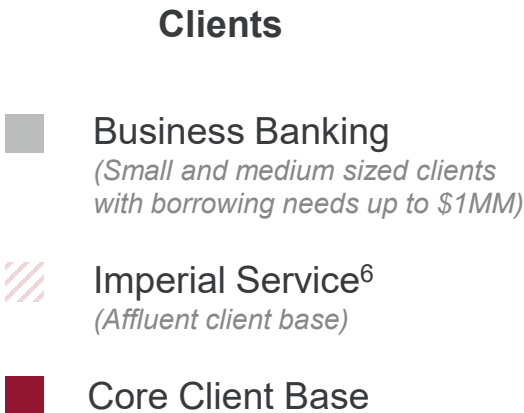 Clients
Business Banking
(Small and medium sized clients
with borrowing needs up to $1MM)
Imperial Service⁶
(Affluent client base)
Core Client Base